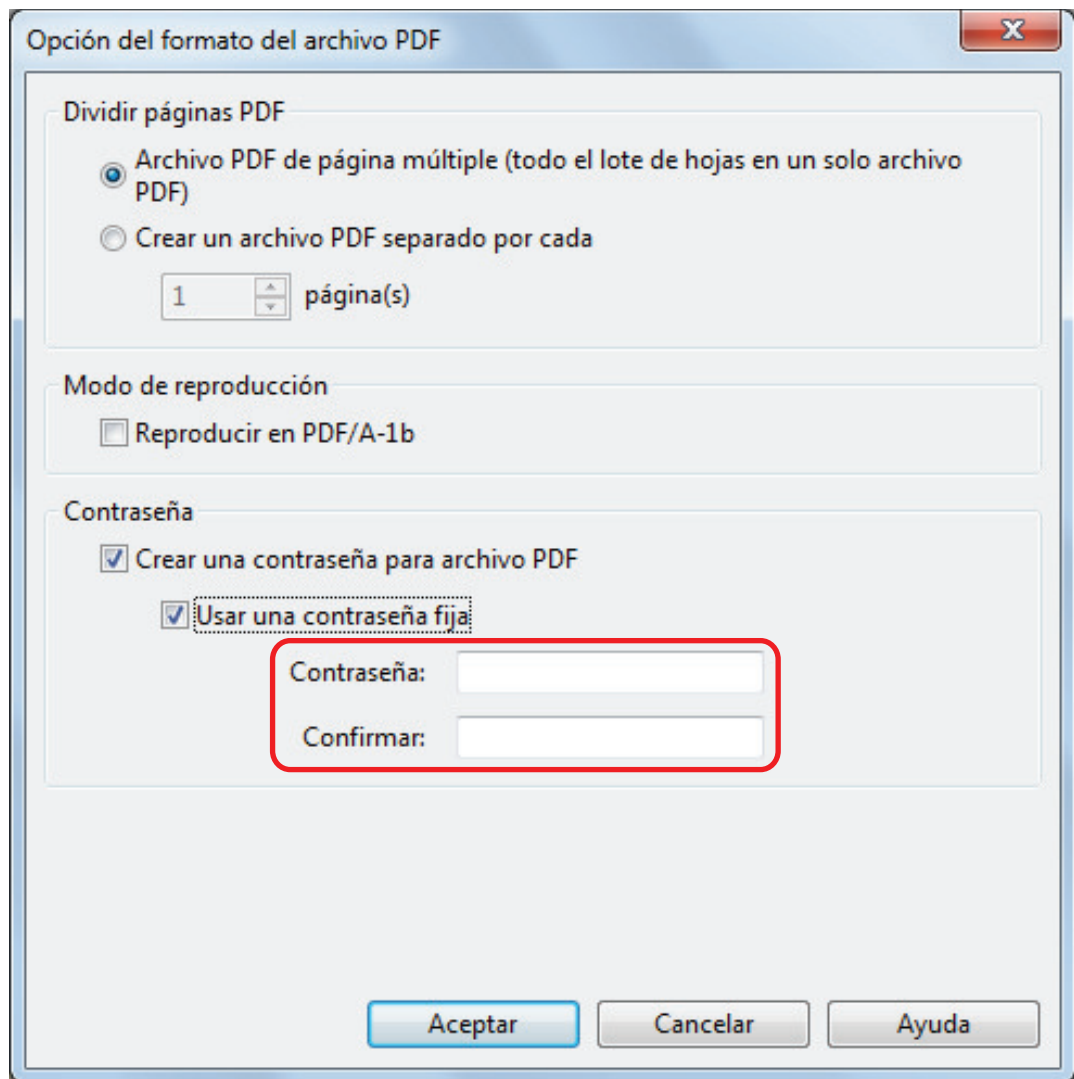 Opción del formato del archivo PDF
Dividir páginas PDF
Archivo PDF de página múltiple (todo el lote de hojas en un solo archivo
PDF)
Crear un archivo PDF separado por cada
1 página(s)
Modo de reproducción
Reproducir en PDF/A-1b
Contraseña
Crear una contraseña para archivo PDF
Usar una contraseña fija
Contraseña:
Confirmar:
Aceptar Cancelar Ayuda